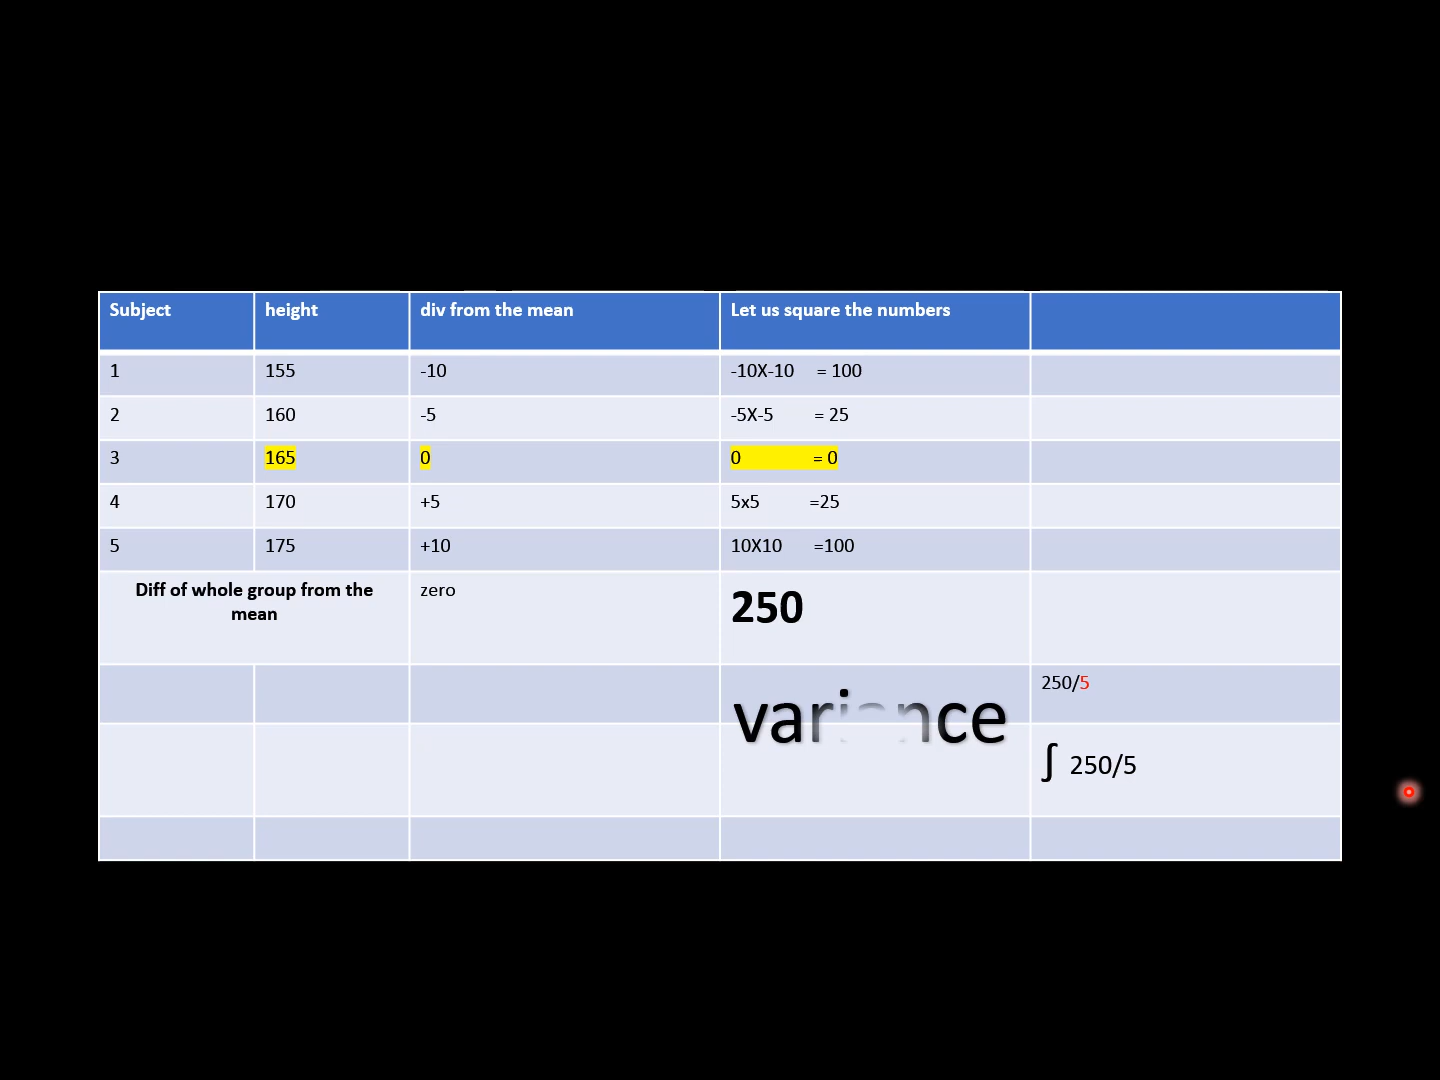 Subject height div from the mean Let us square the numbers
1 155 -10 -10X-10 = 100
2 160 -5 -5X-5 = 25
3 165 0 0 = 0
4 170 +5 5x5 =25
5 175 +10 10X10 =100
Diff of whole group from the
mean
zero
250
variance
250/5
∫ 250/5